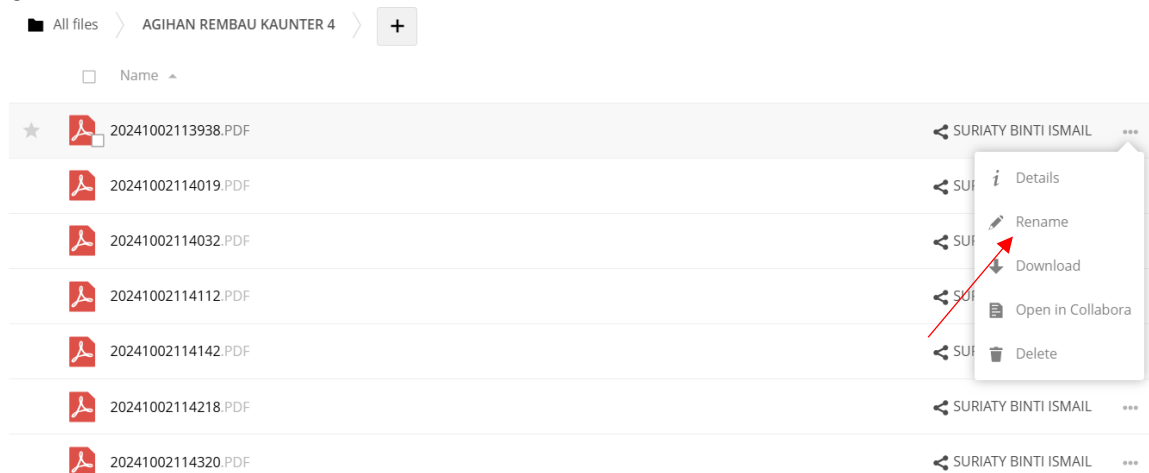 All files AGIHAN REMBAU KAUNTER 4 +
Name
20241002113938.PDF SURIATY BINTI ISMAIL
Details
20241002114019.PDF
Rename
20241002114032.PDF
Download
20241002114112.PDF
Open in Collabora
20241002114142.PDF
Delete
20241002114218.PDF SURIATY BINTI ISMAIL
20241002114320.PDF SURIATY BINTI ISMAIL